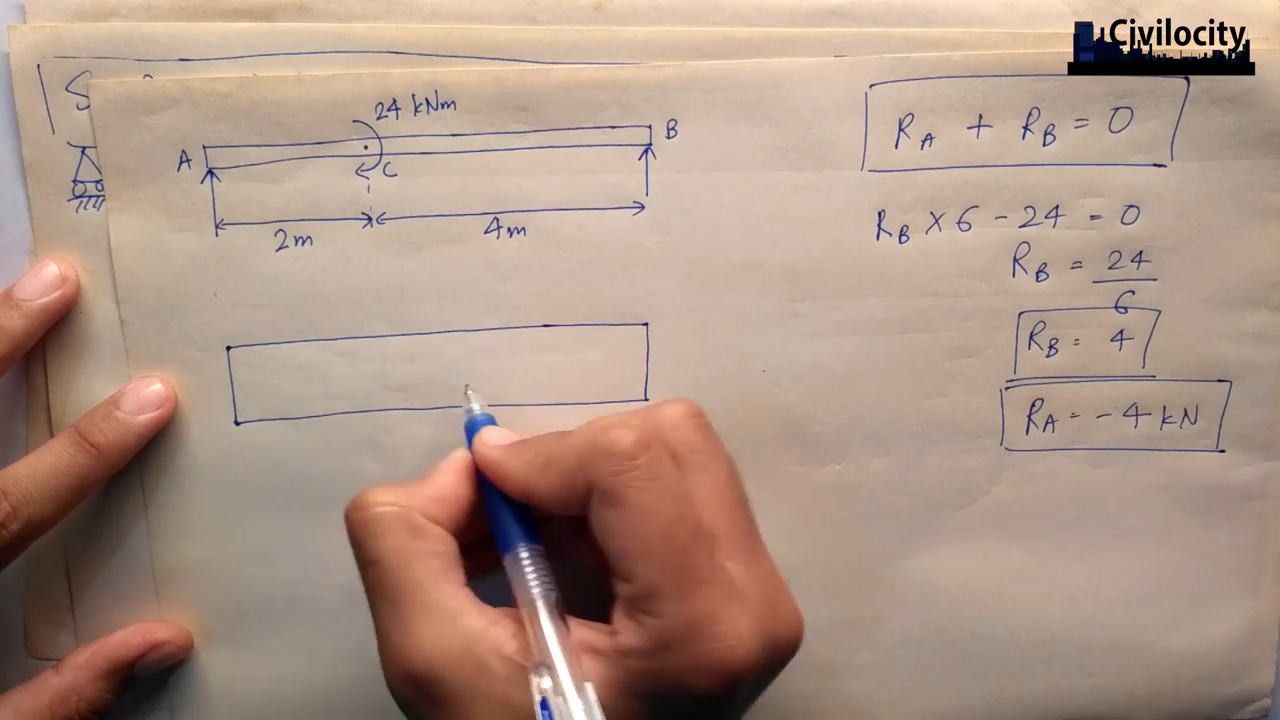 Civilocity
S
24 kNm
A
B
C
2m
4m
RA + RB = 0
RB × 6 - 24 = 0
RB = 24
6
RB = 4
RA = -4 kN